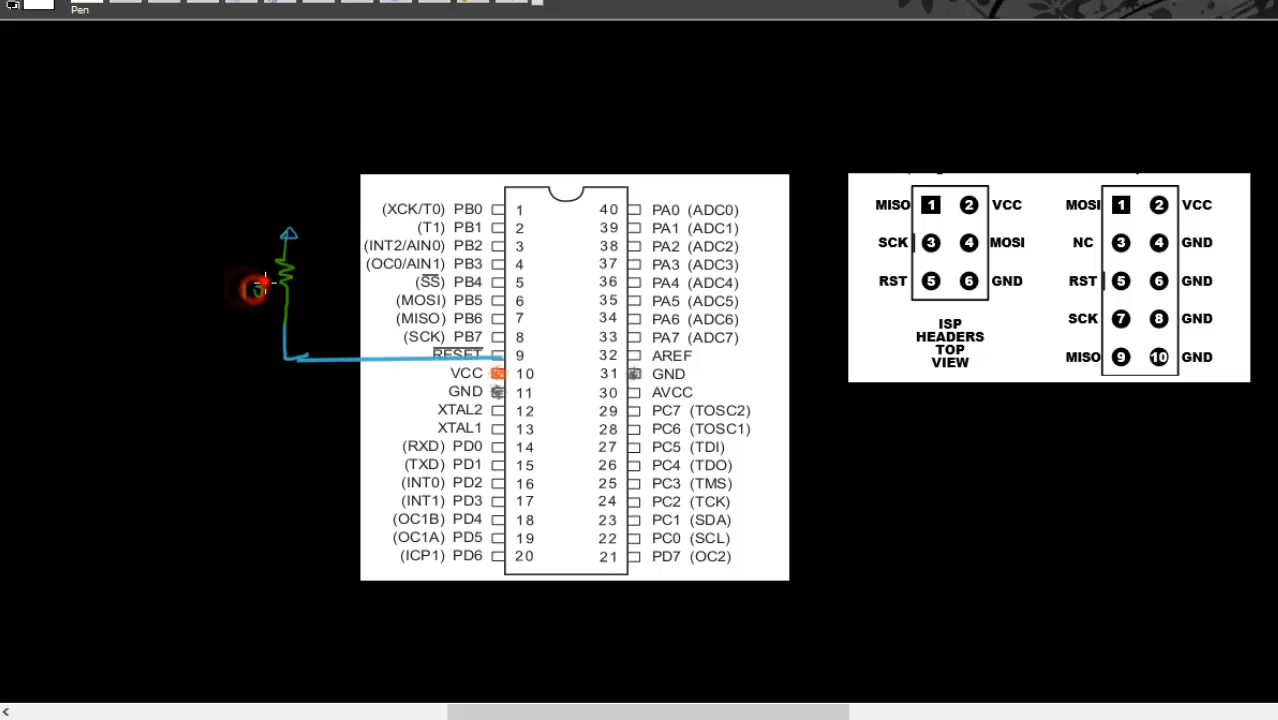 Pen
(XCK/T0) PB0 1 40 PA0 (ADC0)
(T1) PB1 2 39 PA1 (ADC1)
(INT2/AIN0) PB2 3 38 PA2 (ADC2)
(OC0/AIN1) PB3 4 37 PA3 (ADC3)
(SS) PB4 5 36 PA4 (ADC4)
(MOSI) PB5 6 35 PA5 (ADC5)
(MISO) PB6 7 34 PA6 (ADC6)
(SCK) PB7 8 33 PA7 (ADC7)
RESET 9 32 AREF
VCC 10 31 GND
GND 11 30 AVCC
XTAL2 12 29 PC7 (TOSC2)
XTAL1 13 28 PC6 (TOSC1)
(RXD) PD0 14 27 PC5 (TDI)
(TXD) PD1 15 26 PC4 (TDO)
(INT0) PD2 16 25 PC3 (TMS)
(INT1) PD3 17 24 PC2 (TCK)
(OC1B) PD4 18 23 PC1 (SDA)
(OC1A) PD5 19 22 PC0 (SCL)
(ICP1) PD6 20 21 PD7 (OC2)
MISO 1 2 VCC
SCK 3 4 MOSI
RST 5 6 GND
ISP
HEADERS
TOP
VIEW
MOSI 1 2 VCC
NC 3 4 GND
RST 5 6 GND
SCK 7 8 GND
MISO 9 10 GND